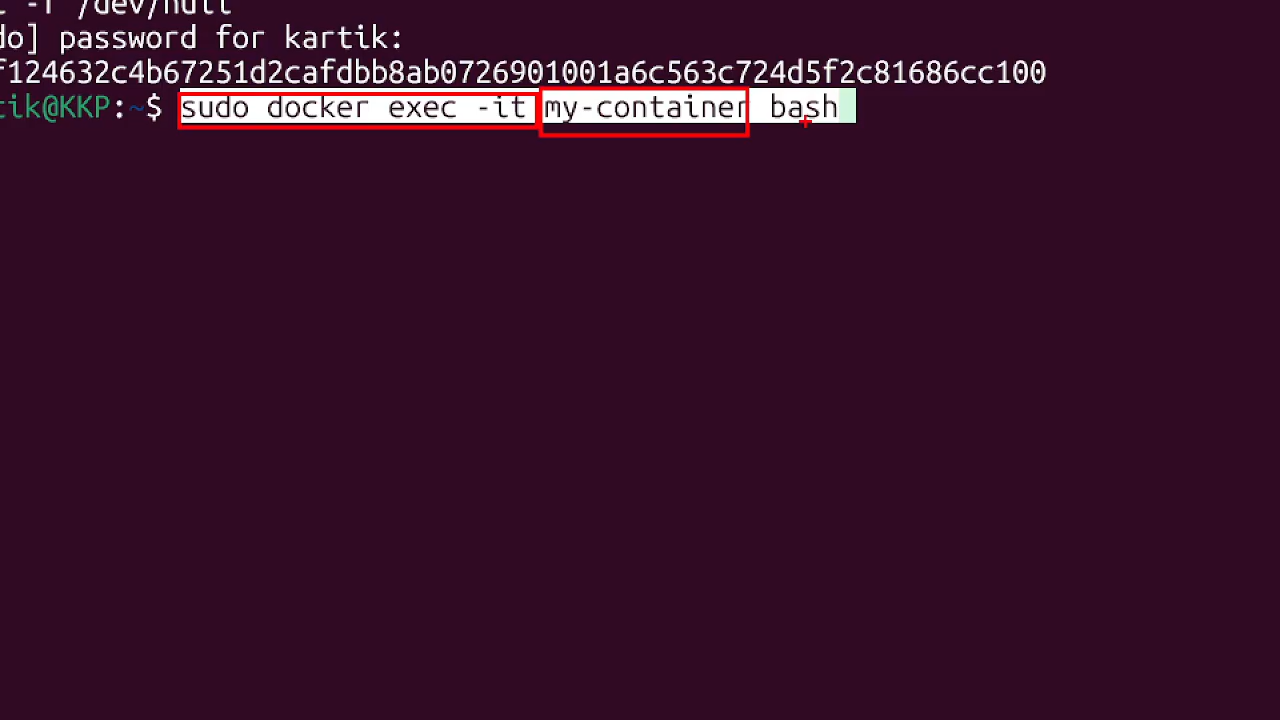 -f /dev/null
do] password for kartik:
f124632c4b67251d2cafdbb8ab0726901001a6c563c724d5f2c81686cc100
tik@KKP:~$ sudo docker exec -it my-container bash